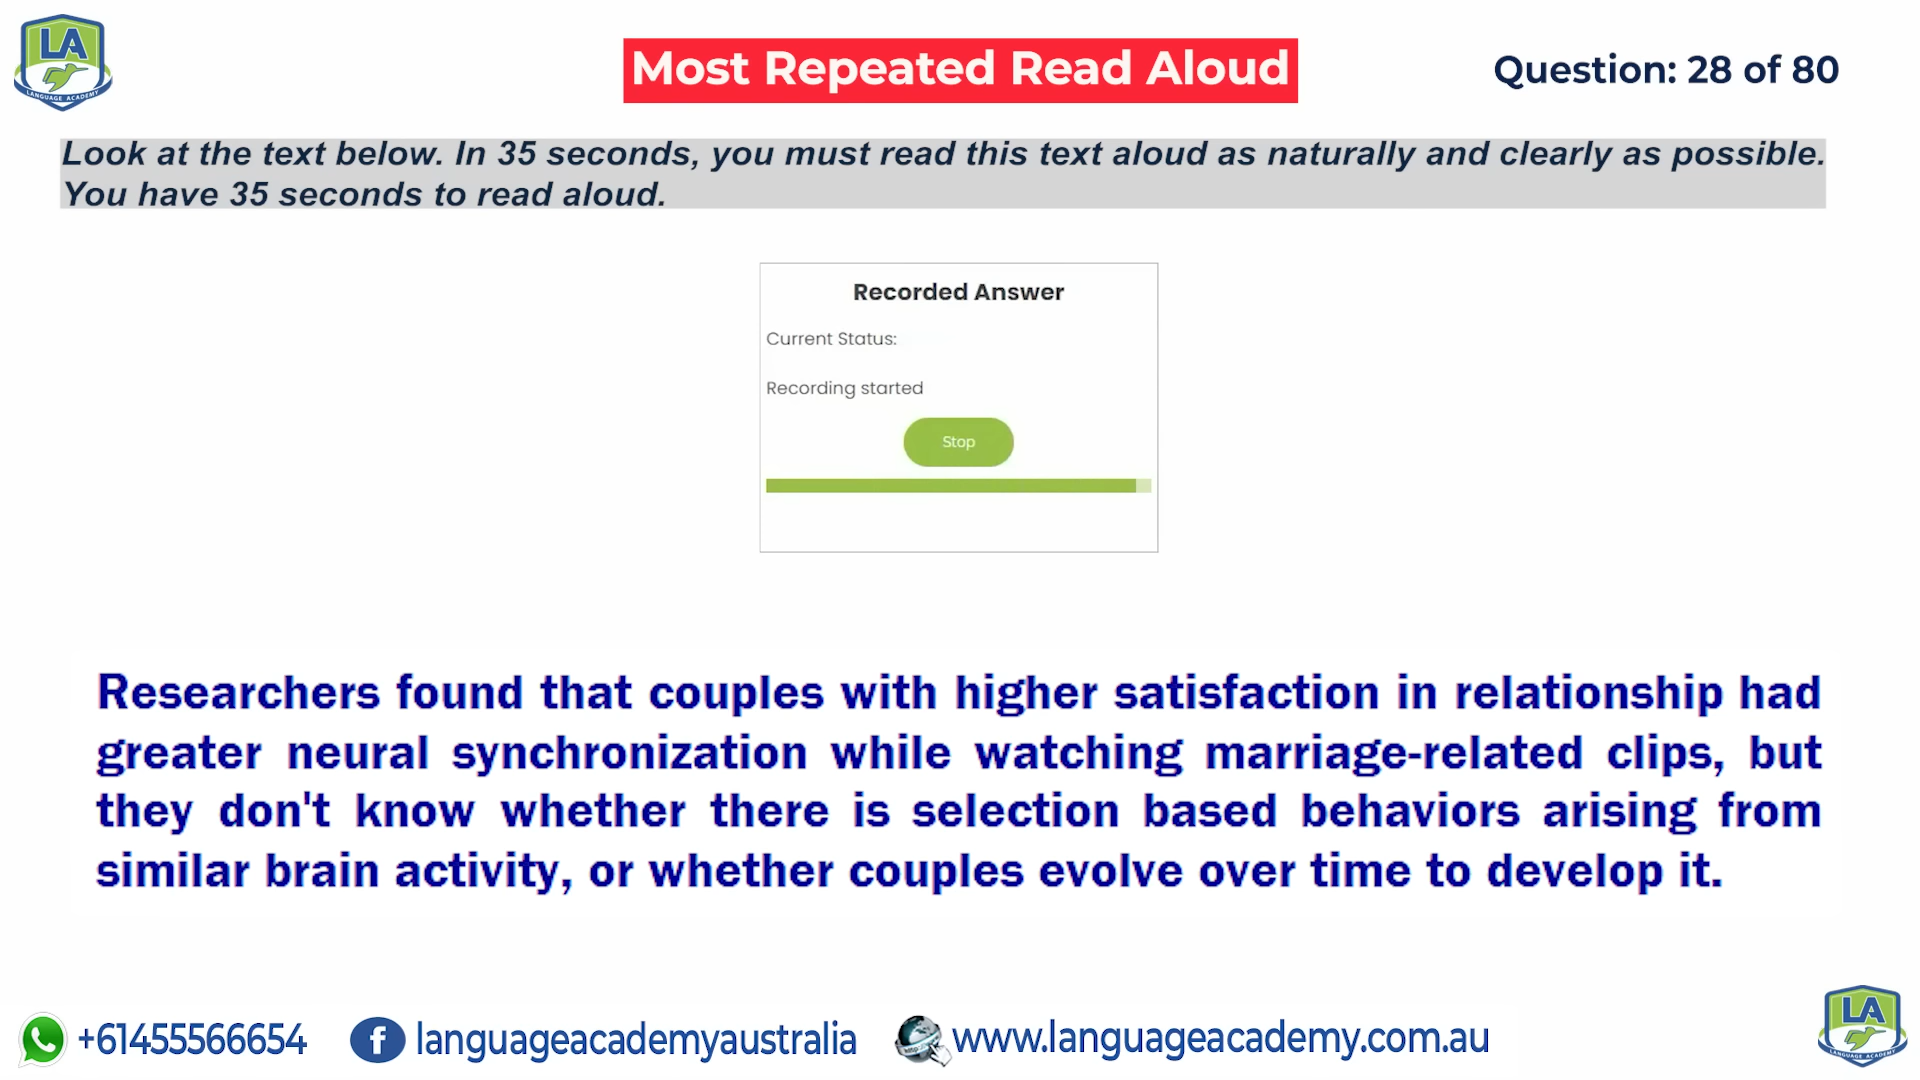 LA
LANGUAGE ACADEMY
Most Repeated Read Aloud
Question: 28 of 80
Look at the text below. In 35 seconds, you must read this text aloud as naturally and clearly as possible.
You have 35 seconds to read aloud.
Recorded Answer
Current Status:
Recording started
Stop
Researchers found that couples with higher satisfaction in relationship had
greater neural synchronization while watching marriage-related clips, but
they don't know whether there is selection based behaviors arising from
similar brain activity, or whether couples evolve over time to develop it.
+61455566654
f
languageacademyaustralia
www.languageacademy.com.au
LA
LANGUAGE ACADEMY